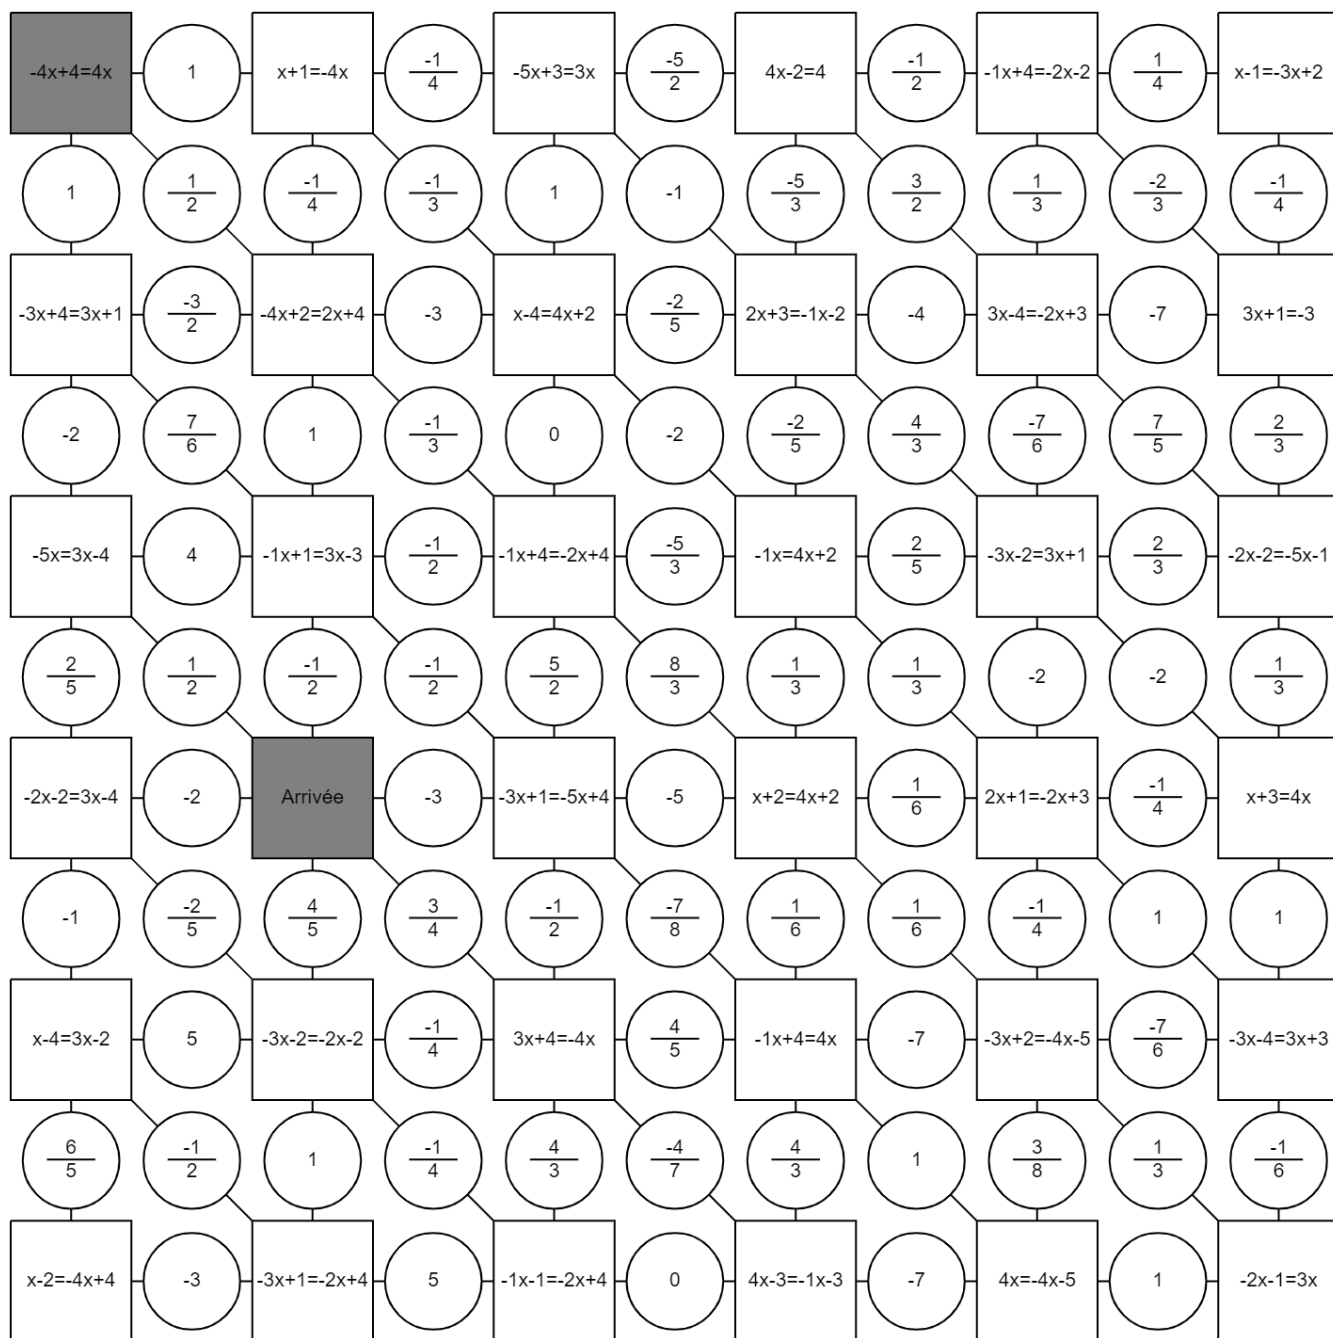 -4x+4=4x 1 x+1=-4x -1/4 -5x+3=3x -5/2 4x-2=4 -1/2 -1x+4=-2x-2 1/4 x-1=-3x+2
1 1/2 -1/4 -1/3 1 -1 -5/3 3/2 1/3 -2/3 -1/4
-3x+4=3x+1 -3/2 -4x+2=2x+4 -3 x-4=4x+2 -2/5 2x+3=-1x-2 -4 3x-4=-2x+3 -7 3x+1=-3
-2 7/6 1 -1/3 0 -2 -2/5 4/3 -7/6 7/5 2/3
-5x=3x-4 4 -1x+1=3x-3 -1/2 -1x+4=-2x+4 -5/3 -1x=4x+2 2/5 -3x-2=3x+1 2/3 -2x-2=-5x-1
2/5 1/2 -1/2 -1/2 5/2 8/3 1/3 1/3 -2 -2 1/3
-2x-2=3x-4 -2 Arrivée -3 -3x+1=-5x+4 -5 x+2=4x+2 1/6 2x+1=-2x+3 -1/4 x+3=4x
-1 -2/5 4/5 3/4 -1/2 -7/8 1/6 1/6 -1/4 1 1
x-4=3x-2 5 -3x-2=-2x-2 -1/4 3x+4=-4x 4/5 -1x+4=4x -7 -3x+2=-4x-5 -7/6 -3x-4=3x+3
6/5 -1/2 1 -1/4 4/3 -4/7 4/3 1 3/8 1/3 -1/6
x-2=-4x+4 -3 -3x+1=-2x+4 5 -1x-1=-2x+4 0 4x-3=-1x-3 -7 4x=-4x-5 1 -2x-1=3x